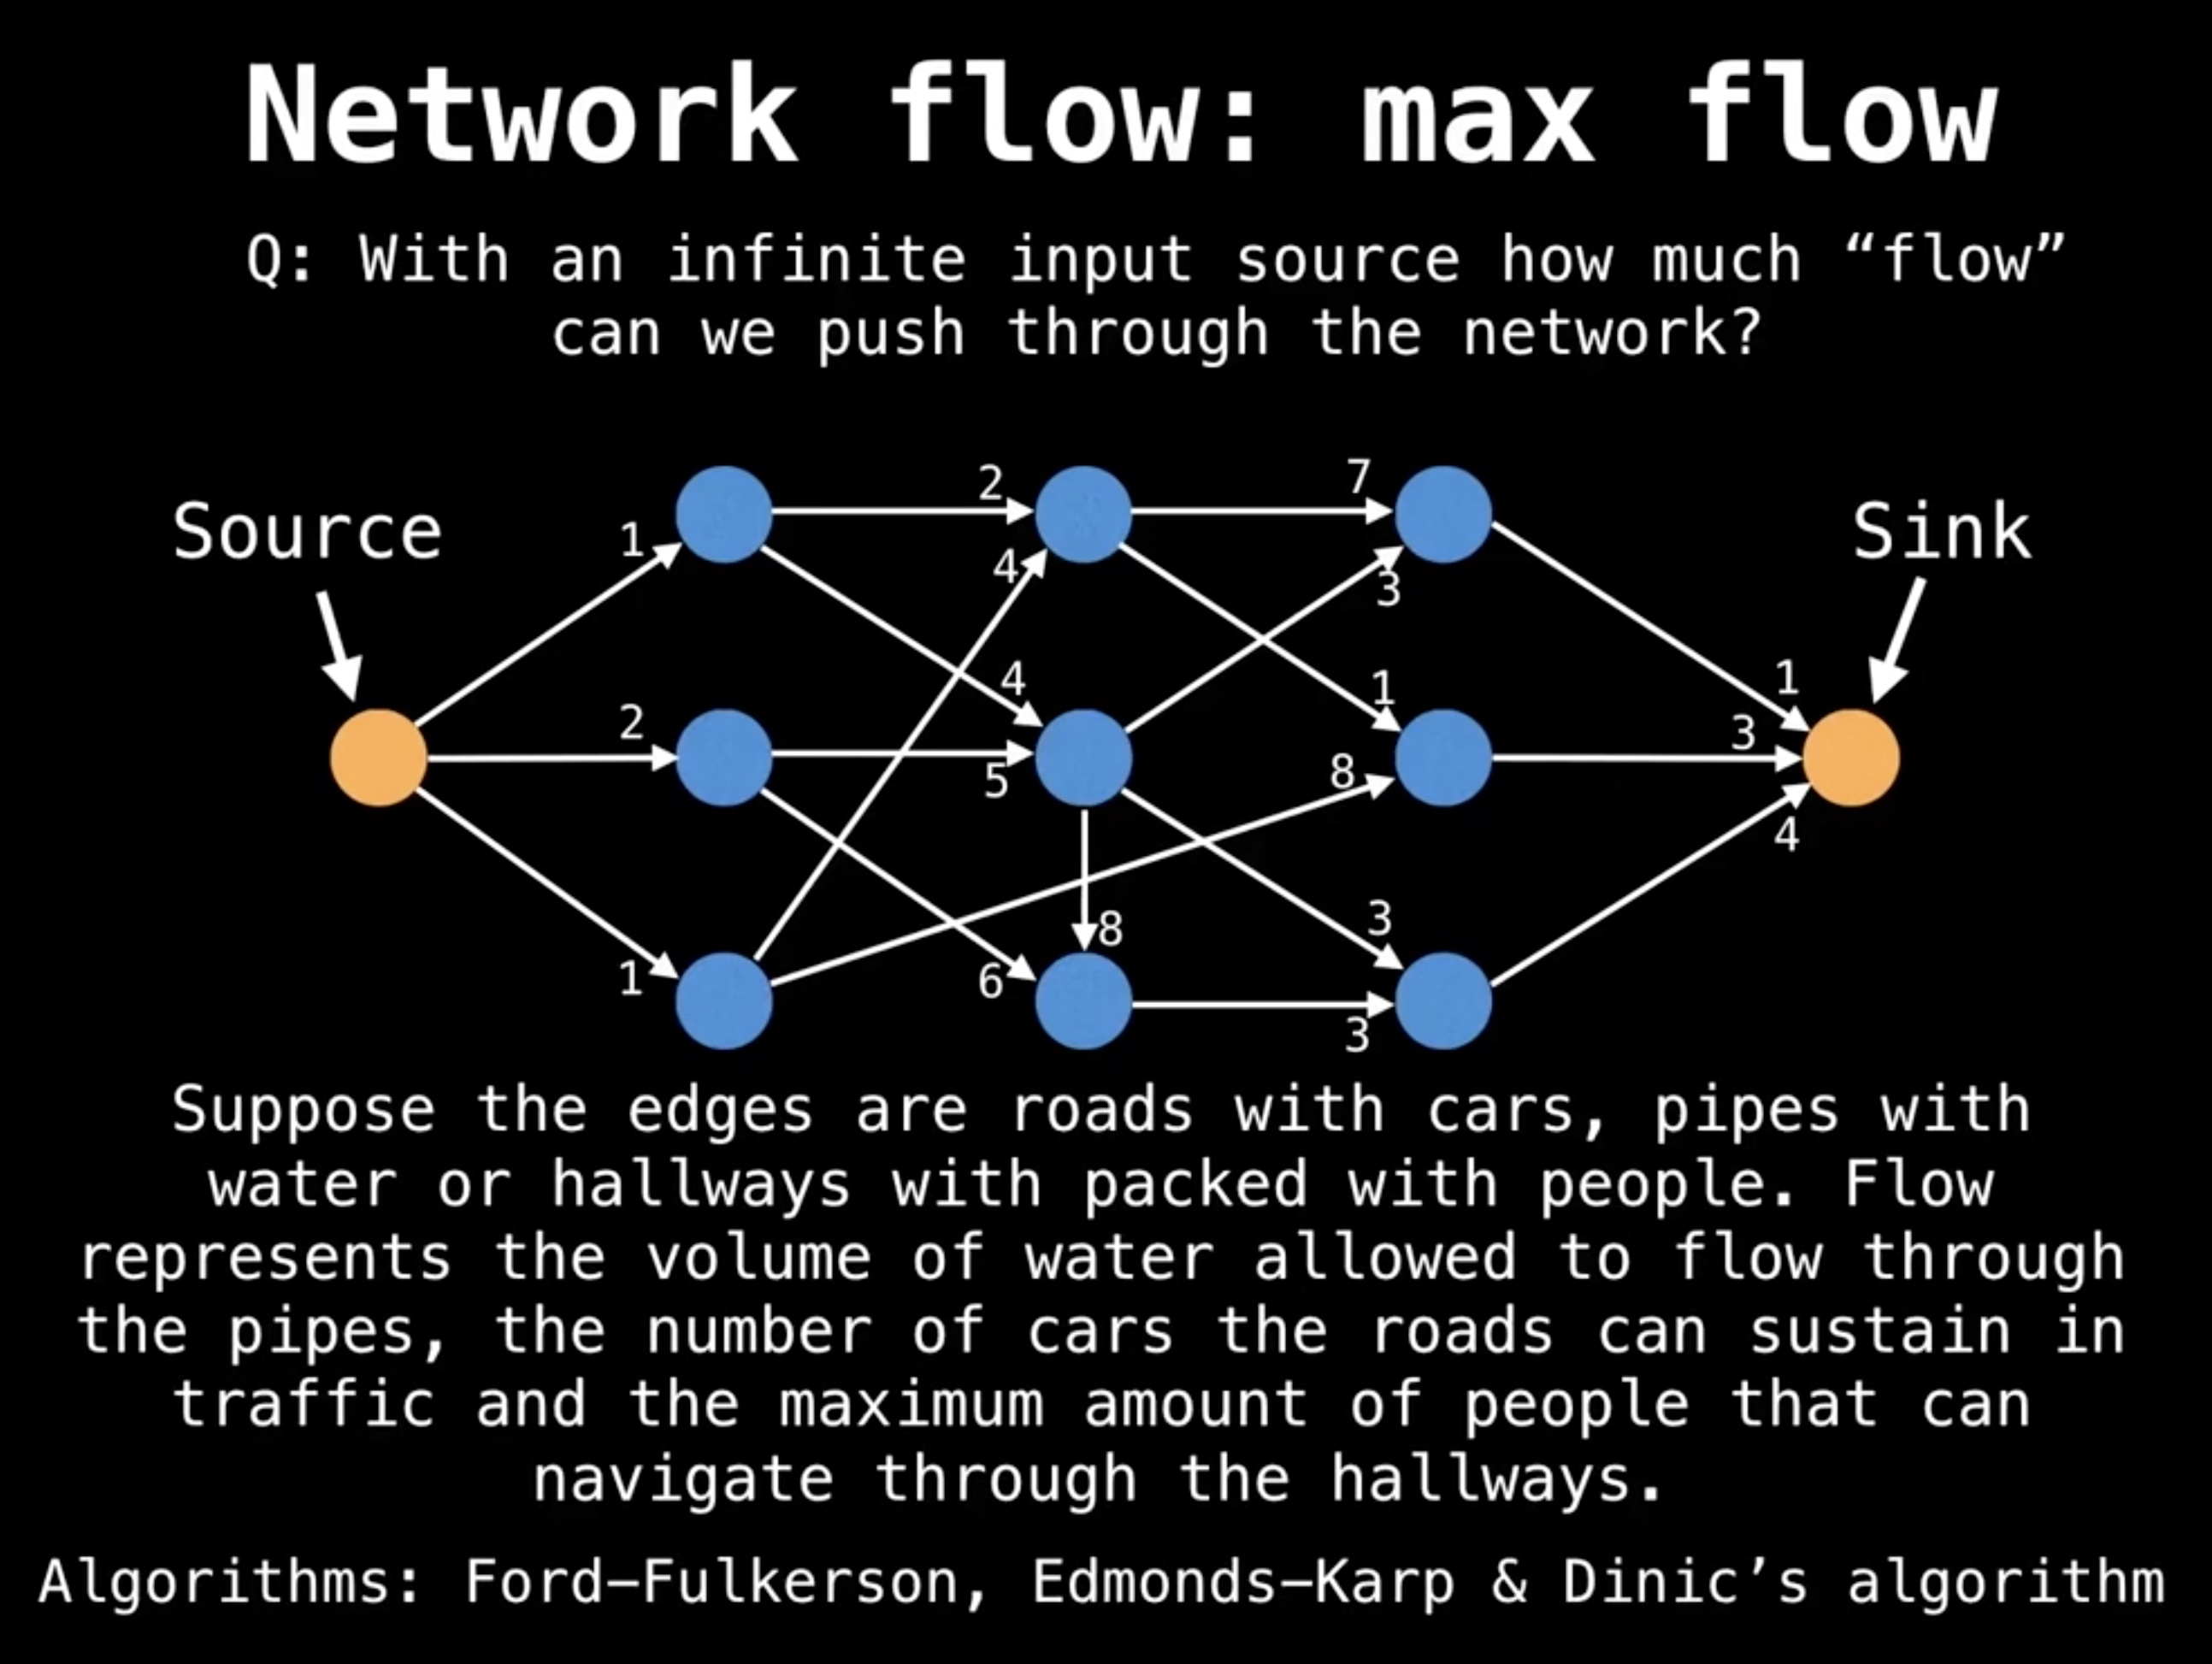 Network flow: max flow
Q: With an infinite input source how much “flow”
can we push through the network?
Source
Sink
1
2
7
4
3
4
1
1
2
5
8
3
3
4
1
6
8
3
Suppose the edges are roads with cars, pipes with
water or hallways with packed with people. Flow
represents the volume of water allowed to flow through
the pipes, the number of cars the roads can sustain in
traffic and the maximum amount of people that can
navigate through the hallways.
Algorithms: Ford–Fulkerson, Edmonds–Karp & Dinic’s algorithm